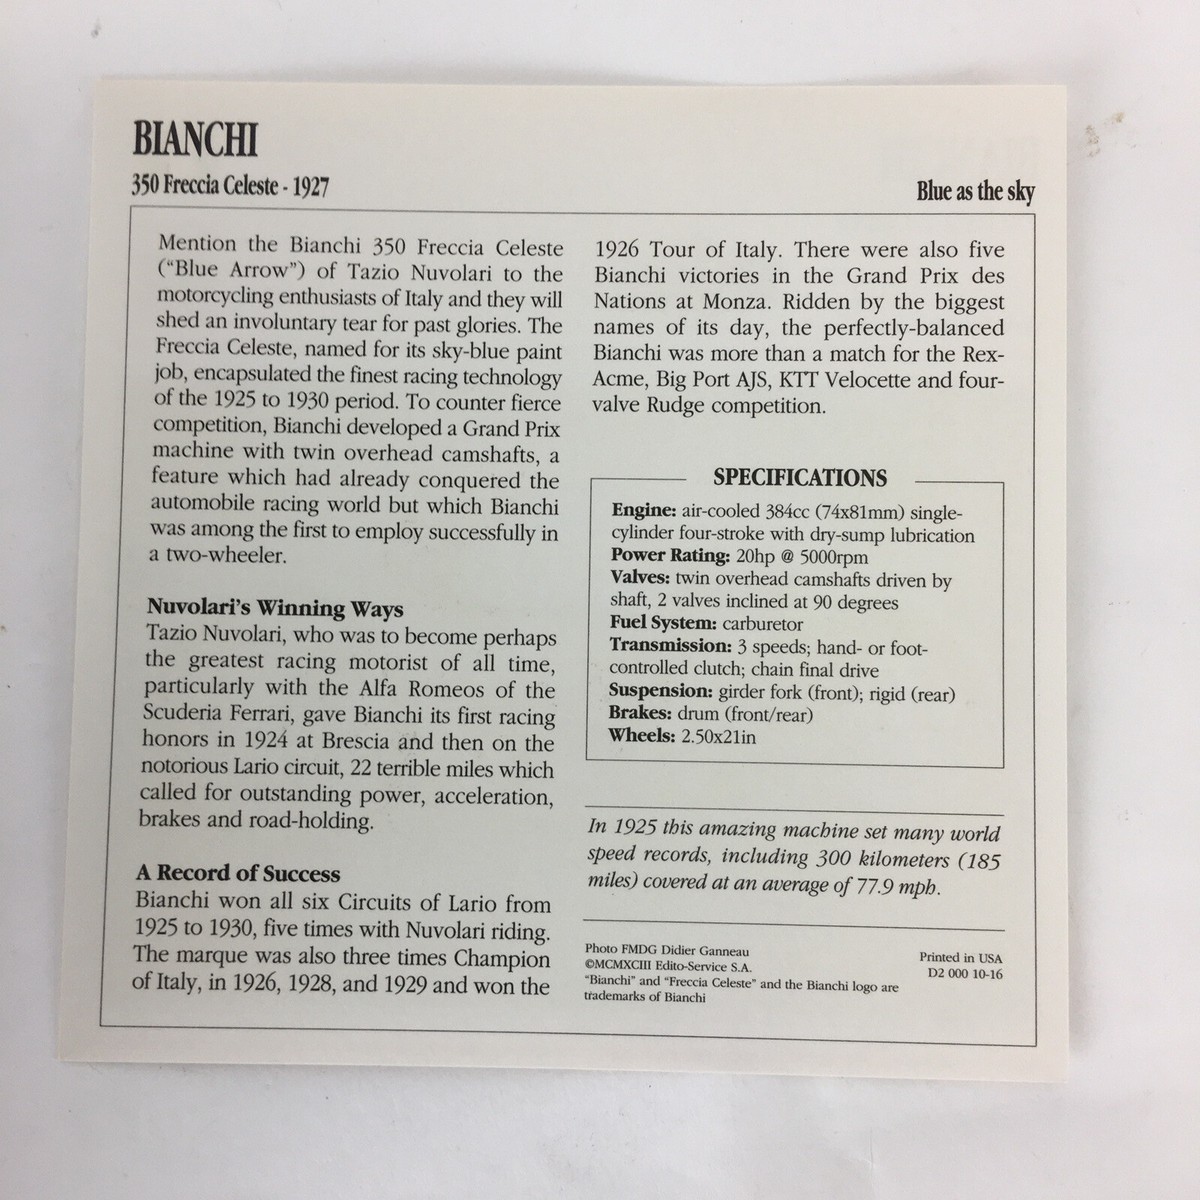 BIANCHI
350 Freccia Celeste - 1927
Blue as the sky
Mention the Bianchi 350 Freccia Celeste
(“Blue Arrow”) of Tazio Nuvolari to the
motorcycling enthusiasts of Italy and they will
shed an involuntary tear for past glories. The
Freccia Celeste, named for its sky-blue paint
job, encapsulated the finest racing technology
of the 1925 to 1930 period. To counter fierce
competition, Bianchi developed a Grand Prix
machine with twin overhead camshafts, a
feature which had already conquered the
automobile racing world but which Bianchi
was among the first to employ successfully in
a two-wheeler.
Nuvolari's Winning Ways
Tazio Nuvolari, who was to become perhaps
the greatest racing motorist of all time,
particularly with the Alfa Romeos of the
Scuderia Ferrari, gave Bianchi its first racing
honors in 1924 at Brescia and then on the
notorious Lario circuit, 22 terrible miles which
called for outstanding power, acceleration,
brakes and road-holding.
A Record of Success
Bianchi won all six Circuits of Lario from
1925 to 1930, five times with Nuvolari riding.
The marque was also three times Champion
of Italy, in 1926, 1928, and 1929 and won the
1926 Tour of Italy. There were also five
Bianchi victories in the Grand Prix des
Nations at Monza. Ridden by the biggest
names of its day, the perfectly-balanced
Bianchi was more than a match for the Rex-
Acme, Big Port AJS, KTT Velocette and four-
valve Rudge competition.
SPECIFICATIONS
Engine: air-cooled 384cc (74x81mm) single-
cylinder four-stroke with dry-sump lubrication
Power Rating: 20hp @ 5000rpm
Valves: twin overhead camshafts driven by
shaft, 2 valves inclined at 90 degrees
Fuel System: carburetor
Transmission: 3 speeds; hand- or foot-
controlled clutch; chain final drive
Suspension: girder fork (front); rigid (rear)
Brakes: drum (front/rear)
Wheels: 2.50x21in
In 1925 this amazing machine set many world
speed records, including 300 kilometers (185
miles) covered at an average of 77.9 mph.
Photo FMDG Didier Ganneau
©MCMXCIII Edito-Service S.A.
"Bianchi" and "Freccia Celeste" and the Bianchi logo are
trademarks of Bianchi
Printed in USA
D2 000 10-16